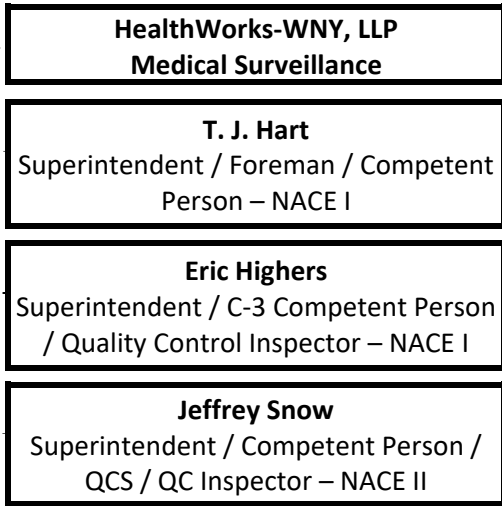 HealthWorks-WNY, LLP
Medical Surveillance
T. J. Hart
Superintendent / Foreman / Competent
Person – NACE I
Eric Highers
Superintendent / C-3 Competent Person
/ Quality Control Inspector – NACE I
Jeffrey Snow
Superintendent / Competent Person /
QCS / QC Inspector – NACE II